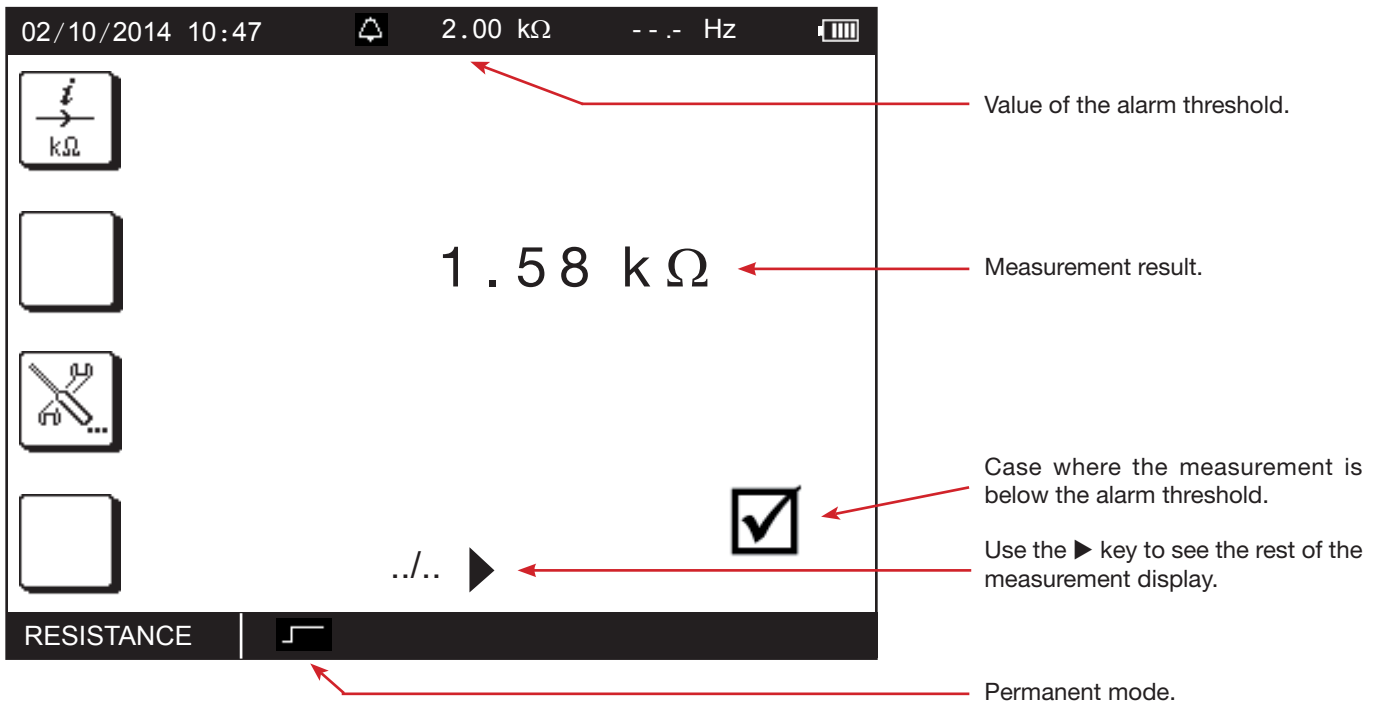 02/10/2014 10:47 2.00 kΩ - - .- Hz
i
kΩ
Value of the alarm threshold.
1.58 kΩ
Measurement result.
...
Case where the measurement is
below the alarm threshold.
../.. ▶
Use the ▶ key to see the rest of the
measurement display.
RESISTANCE
Permanent mode.